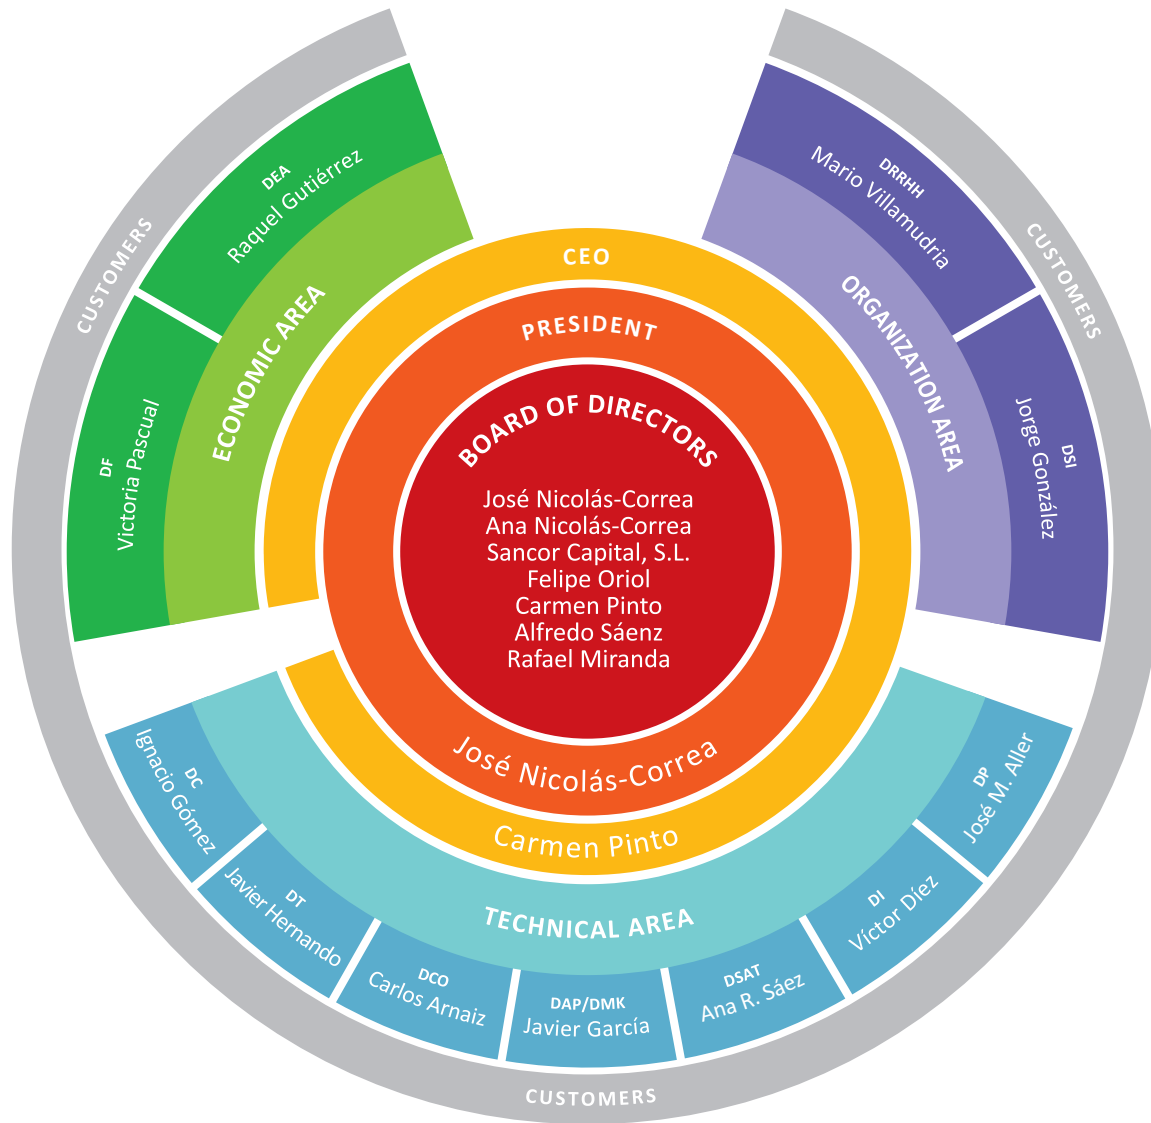 CUSTOMERS
DEA
Raquel Gutiérrez
DF
Victoria Pascual
ECONOMIC AREA
CUSTOMERS
DRRHH
Mario Villamudria
DSI
Jorge González
ORGANIZATION AREA
CEO
PRESIDENT
BOARD OF DIRECTORS
José Nicolás-Correa
Ana Nicolás-Correa
Sancor Capital, S.L.
Felipe Oriol
Carmen Pinto
Alfredo Sáenz
Rafael Miranda
José Nicolás-Correa
Carmen Pinto
TECHNICAL AREA
DC
Ignacio Gómez
DT
Javier Hernando
DCO
Carlos Arnaiz
DAP/DMK
Javier García
DSAT
Ana R. Sáez
DI
Víctor Díez
DP
José M. Aller
CUSTOMERS